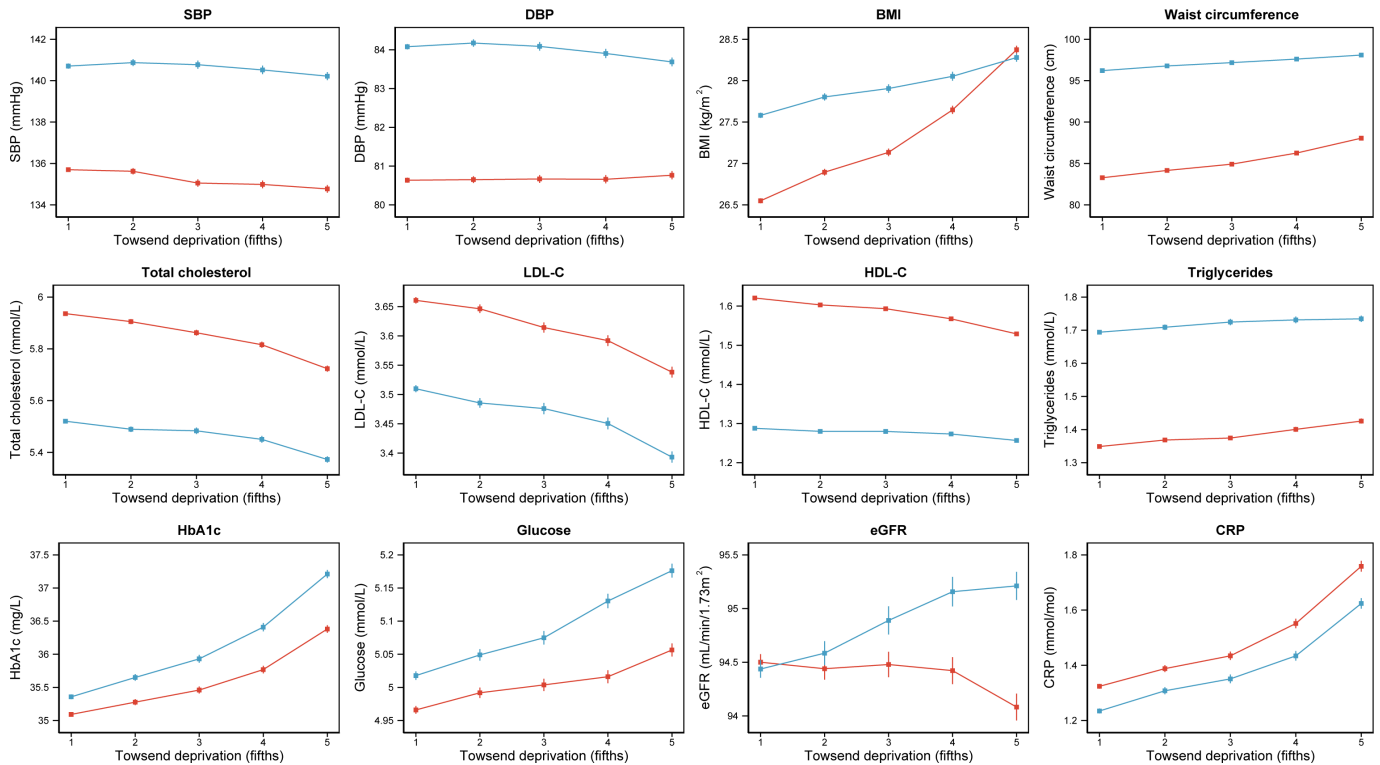 SBP
SBP (mmHg)
142
140
138
136
134
1 2 3 4 5
Towsend deprivation (fifths)
DBP
DBP (mmHg)
84
83
82
81
80
1 2 3 4 5
Towsend deprivation (fifths)
BMI
BMI (kg/m²)
28.5
28
27.5
27
26.5
1 2 3 4 5
Towsend deprivation (fifths)
Waist circumference
Waist circumference (cm)
100
95
90
85
80
1 2 3 4 5
Towsend deprivation (fifths)
Total cholesterol
Total cholesterol (mmol/L)
6
5.8
5.6
5.4
1 2 3 4 5
Towsend deprivation (fifths)
LDL-C
LDL-C (mmol/L)
3.65
3.6
3.55
3.5
3.45
3.4
1 2 3 4 5
Towsend deprivation (fifths)
HDL-C
HDL-C (mmol/L)
1.6
1.5
1.4
1.3
1.2
1 2 3 4 5
Towsend deprivation (fifths)
Triglycerides
Triglycerides (mmol/L)
1.8
1.7
1.6
1.5
1.4
1.3
1 2 3 4 5
Towsend deprivation (fifths)
HbA1c
HbA1c (mg/L)
37.5
37
36.5
36
35.5
35
1 2 3 4 5
Towsend deprivation (fifths)
Glucose
Glucose (mmol/L)
5.2
5.15
5.1
5.05
5
4.95
1 2 3 4 5
Towsend deprivation (fifths)
eGFR
eGFR (mL/min/1.73m²)
95.5
95
94.5
94
1 2 3 4 5
Towsend deprivation (fifths)
CRP
CRP (mmol/mol)
1.8
1.6
1.4
1.2
1 2 3 4 5
Towsend deprivation (fifths)